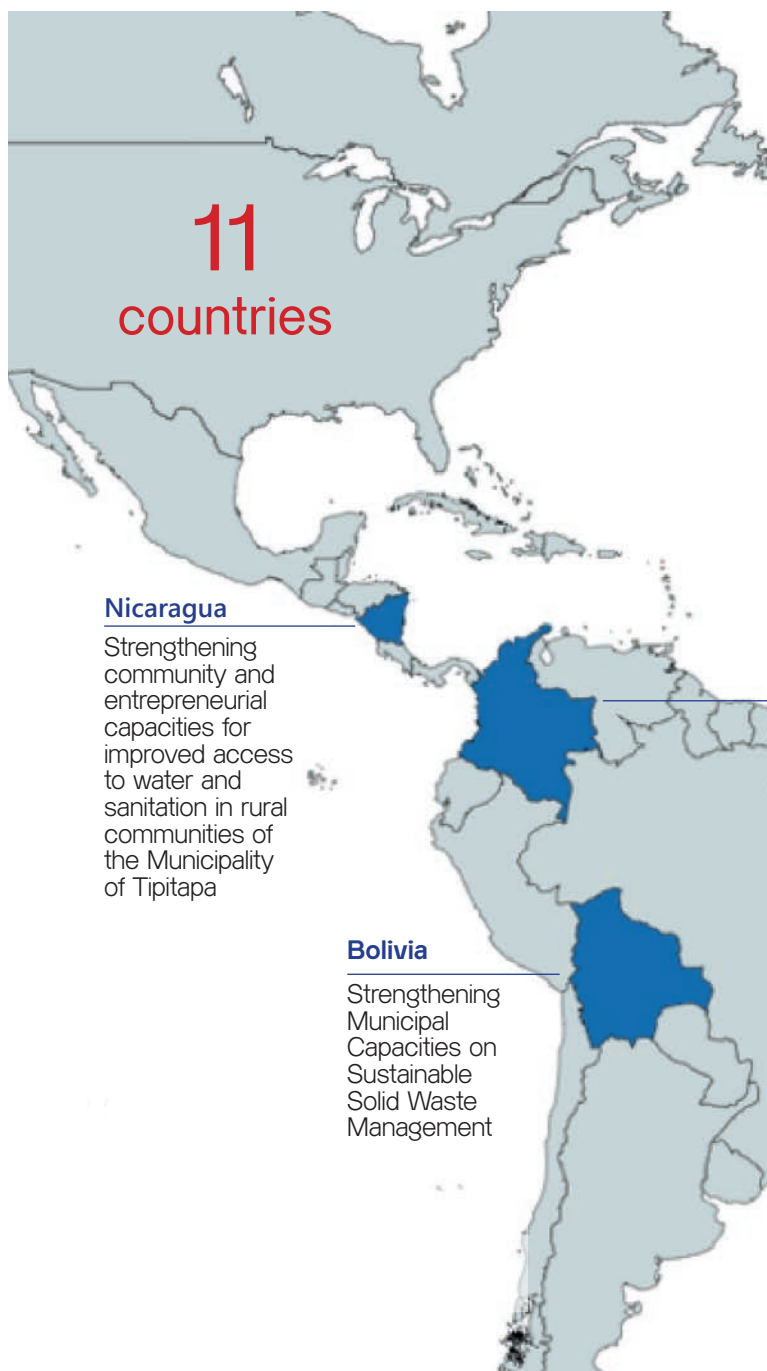 11
countries
Nicaragua
Strengthening
community and
entrepreneurial
capacities for
improved access
to water and
sanitation in rural
communities of
the Municipality
of Tipitapa
Bolivia
Strengthening
Municipal
Capacities on
Sustainable
Solid Waste
Management